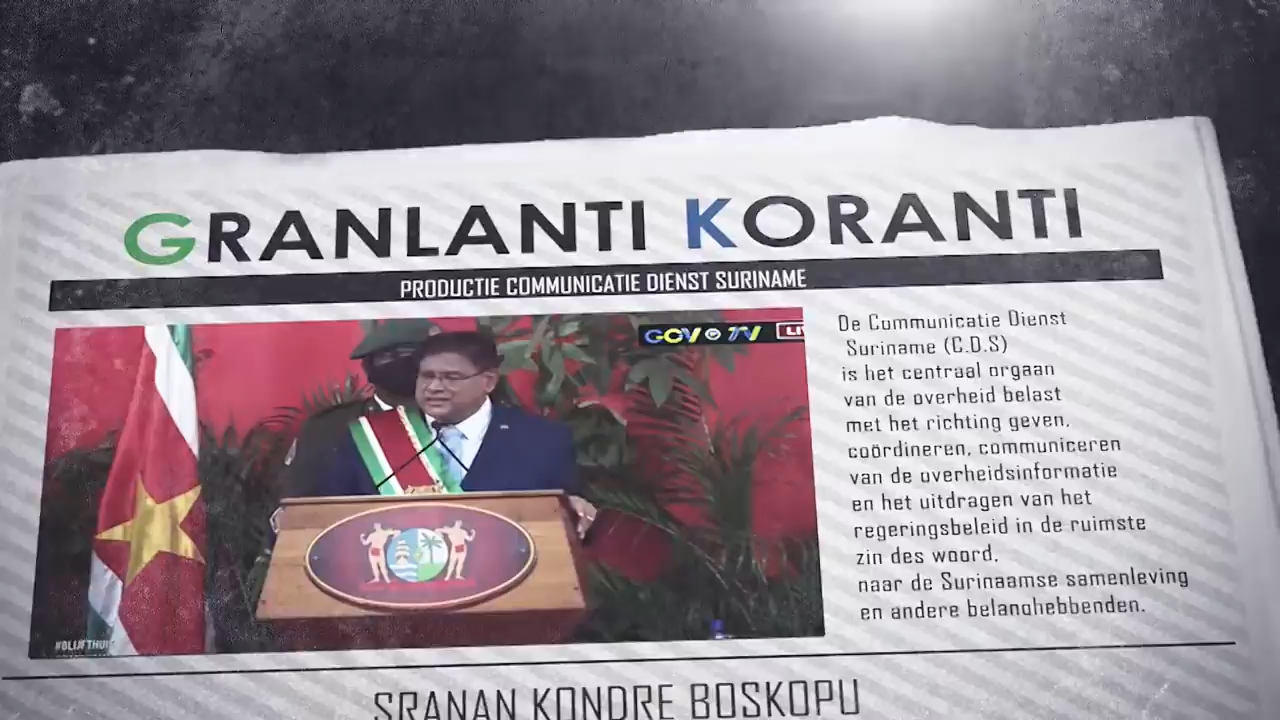 GRANLANTI KORANTI
PRODUCTIE COMMUNICATIE DIENST SURINAME
GOV TV LIV
De Communicatie Dienst
Suriname (C.D.S)
is het centraal orgaan
van de overheid belast
met het richting geven,
coördineren, communiceren
van de overheidsinformatie
en het uitdragen van het
regeringsbeleid in de ruimste
zin des woord,
naar de Surinaamse samenleving
en andere belanghebbenden.
#BLIJFTHUIS
SRANAN KONDRE BOSKOPU